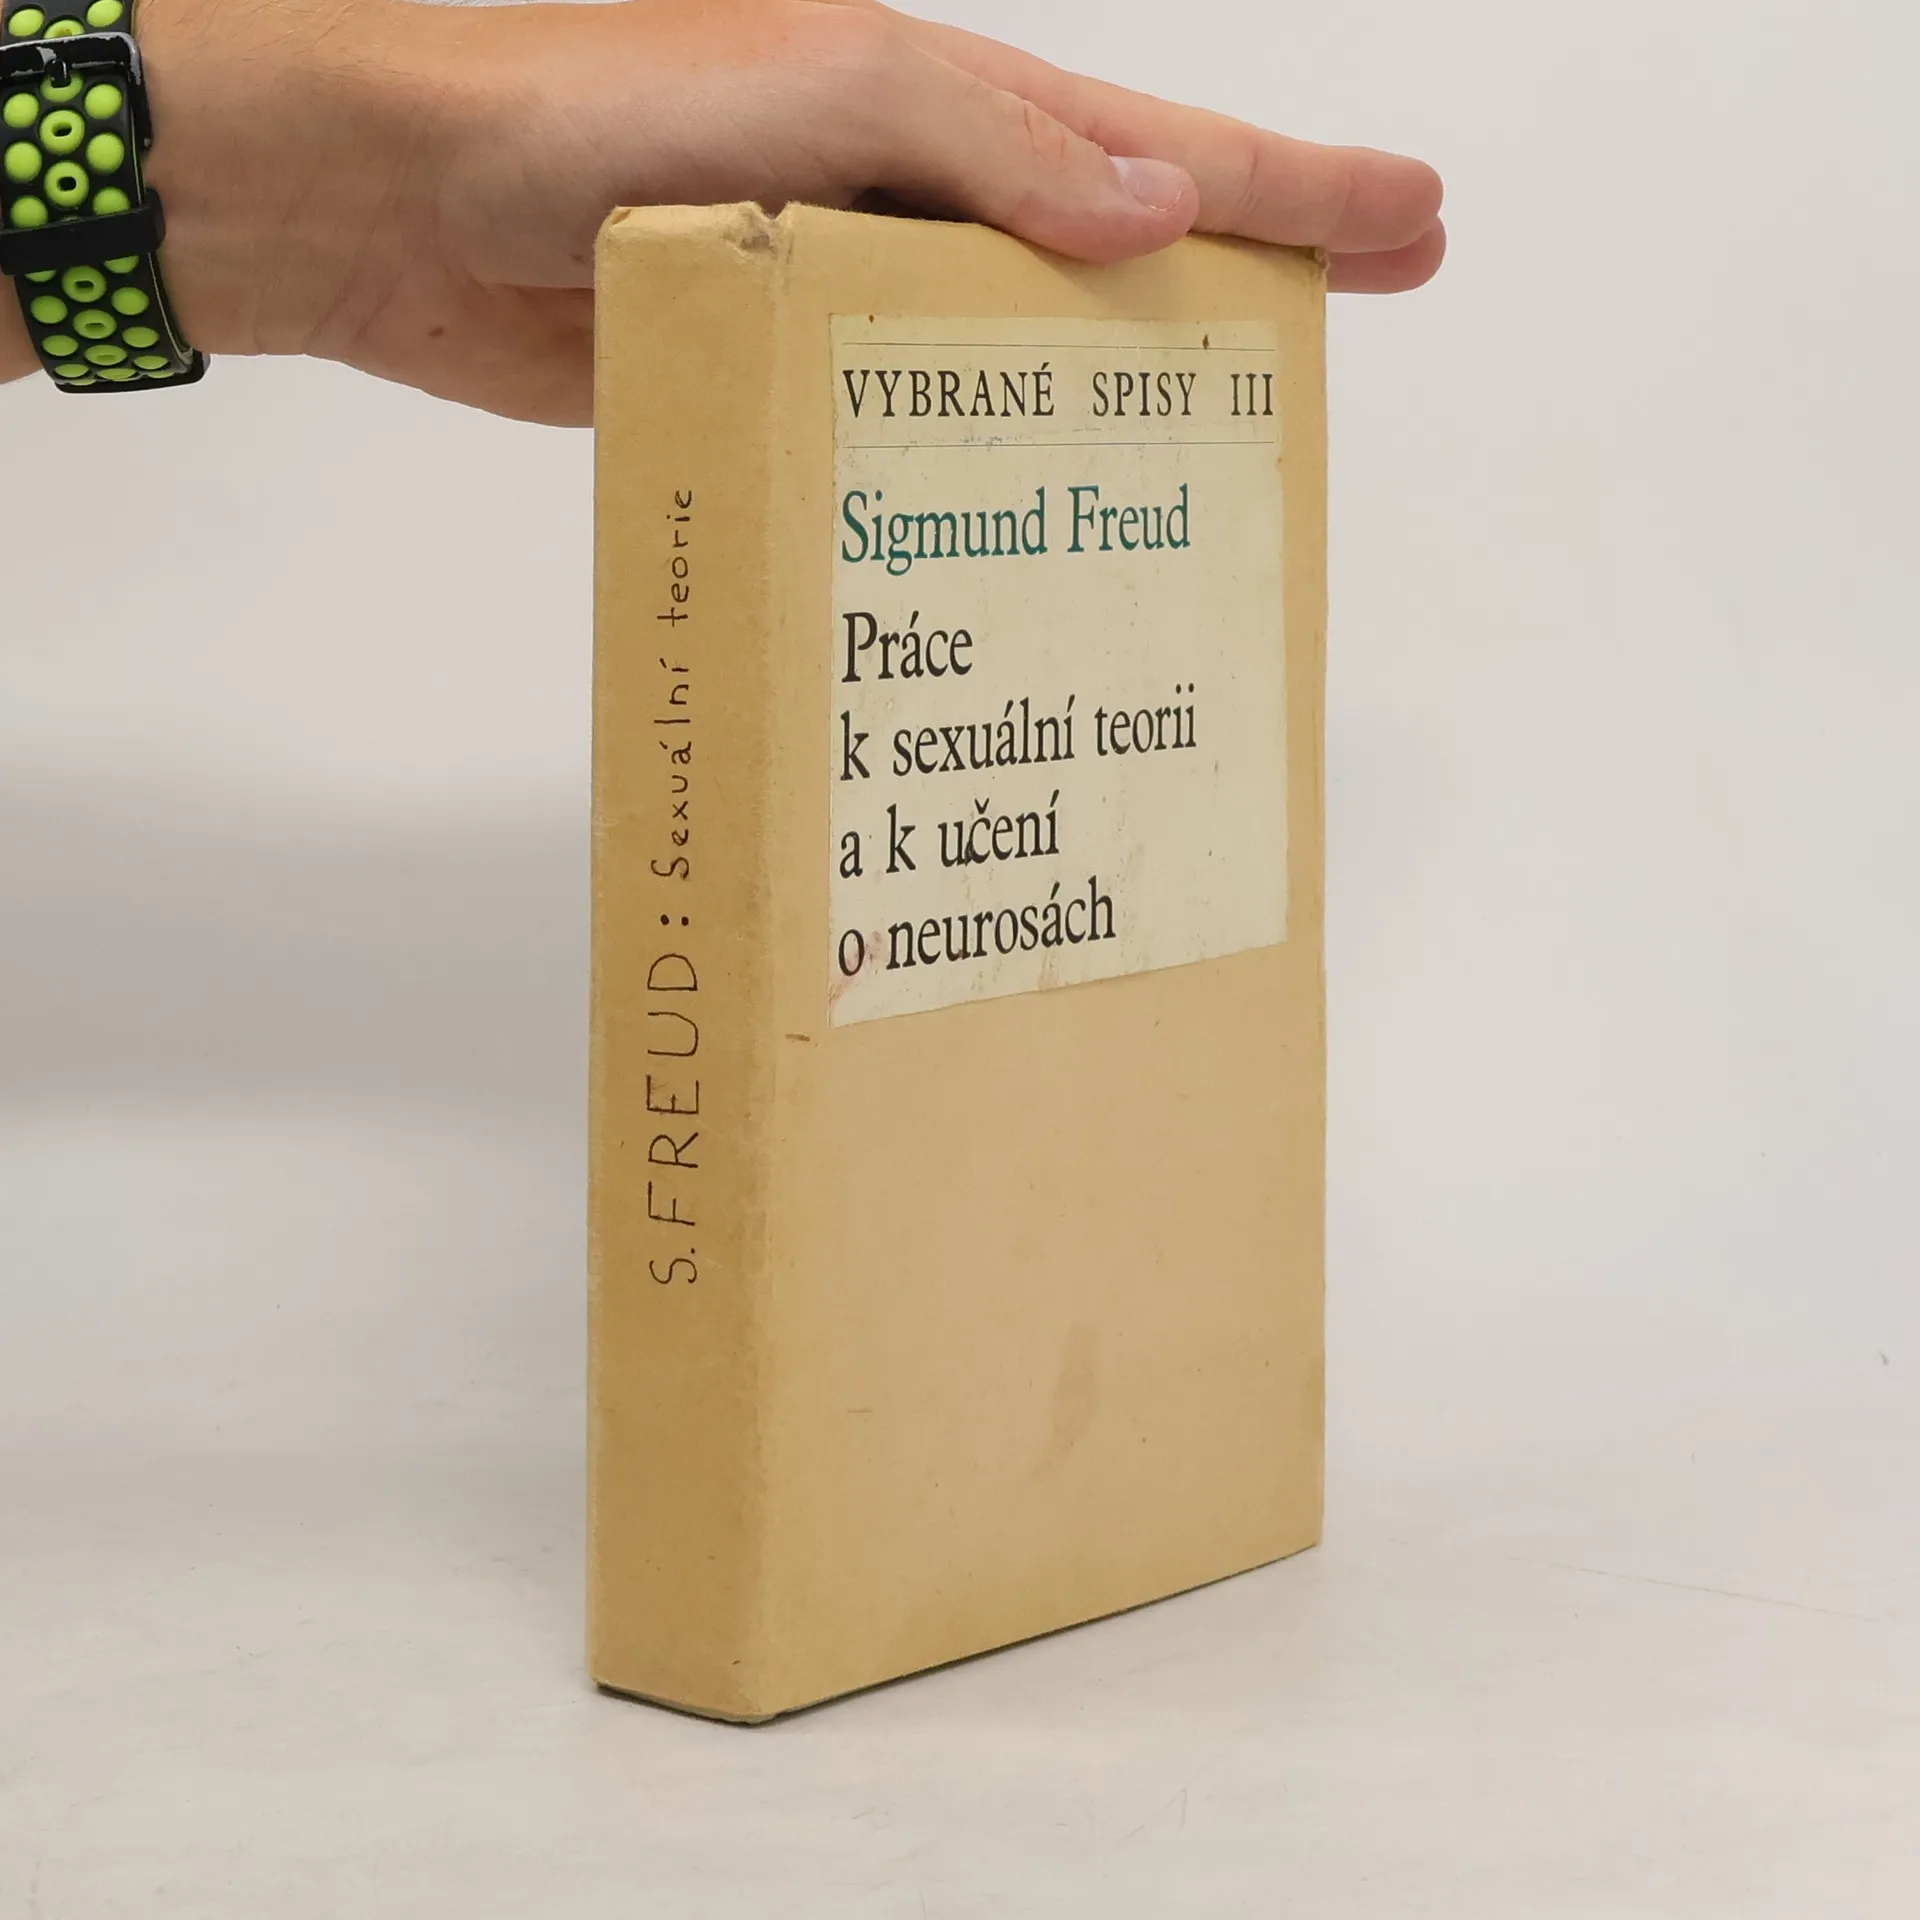 S. FREUD: Sexuální teorie
VYBRANÉ SPISY III
Sigmund Freud
Práce
k sexuální teorii
a k učení
o neurosách